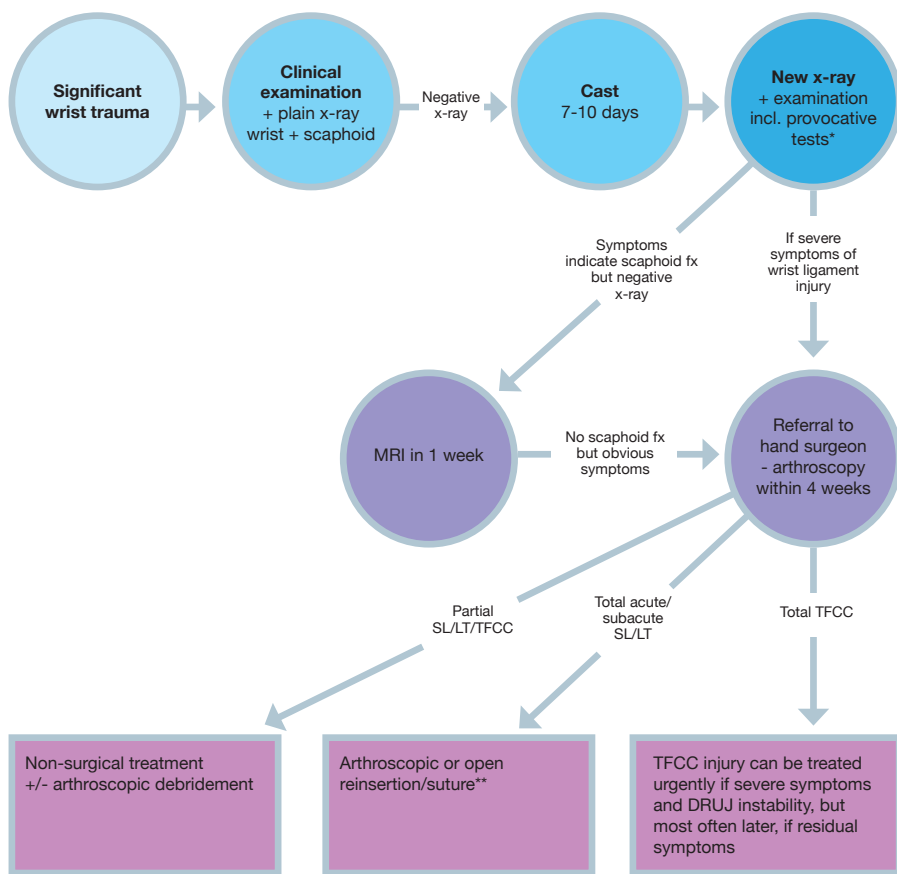 Significant
wrist trauma
Clinical
examination
+ plain x-ray
wrist + scaphoid
Negative
x-ray
Cast
7-10 days
New x-ray
+ examination
incl. provocative
tests*
Symptoms
indicate scaphoid fx
but negative
x-ray
If severe
symptoms of
wrist ligament
injury
MRI in 1 week
No scaphoid fx
but obvious
symptoms
Referral to
hand surgeon
- arthroscopy
within 4 weeks
Partial
SL/LT/TFCC
Total acute/
subacute
SL/LT
Total TFCC
Non-surgical treatment
+/- arthroscopic debridement
Arthroscopic or open
reinsertion/suture**
TFCC injury can be treated
urgently if severe symptoms
and DRUJ instability, but
most often later, if residual
symptoms